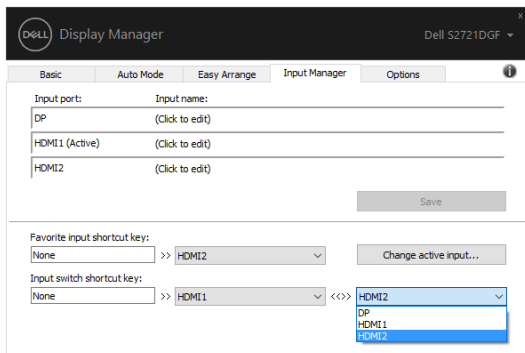 x
DELL Display Manager Dell S2721DGF
Basic Auto Mode Easy Arrange Input Manager Options i
Input port: Input name:
DP (Click to edit)
HDMI1 (Active) (Click to edit)
HDMI2 (Click to edit)
Save
Favorite input shortcut key:
None >> HDMI2 Change active input...
Input switch shortcut key:
None >> HDMI1 <<>> HDMI2
DP
HDMI1
HDMI2